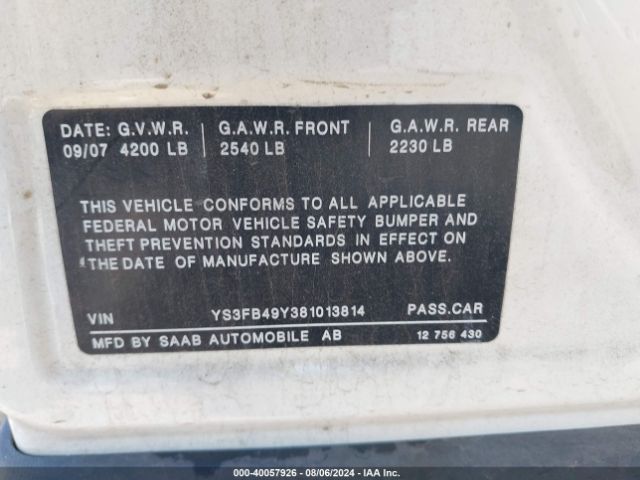 DATE: G.V.W.R. G.A.W.R. FRONT G.A.W.R. REAR
09/07 4200 LB 2540 LB 2230 LB
THIS VEHICLE CONFORMS TO ALL APPLICABLE
FEDERAL MOTOR VEHICLE SAFETY BUMPER AND
THEFT PREVENTION STANDARDS IN EFFECT ON
THE DATE OF MANUFACTURE SHOWN ABOVE.
VIN YS3FB49Y381013814 PASS.CAR
MFD BY SAAB AUTOMOBILE AB 12 756 430
000-40057926 - 08/06/2024 - IAA Inc.